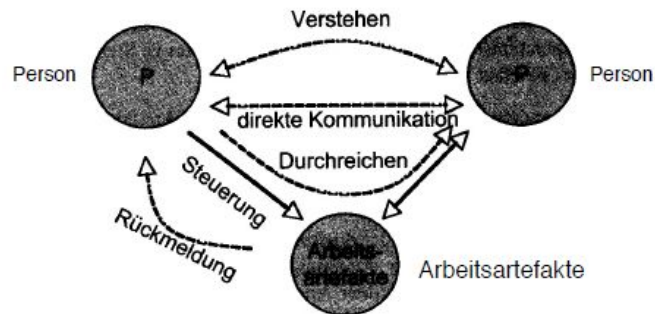 Verstehen
Person
P
P
Person
direkte Kommunikation
Durchreichen
Steuerung
Rückmeldung
Arbeits-
artefakte
Arbeitsartefakte